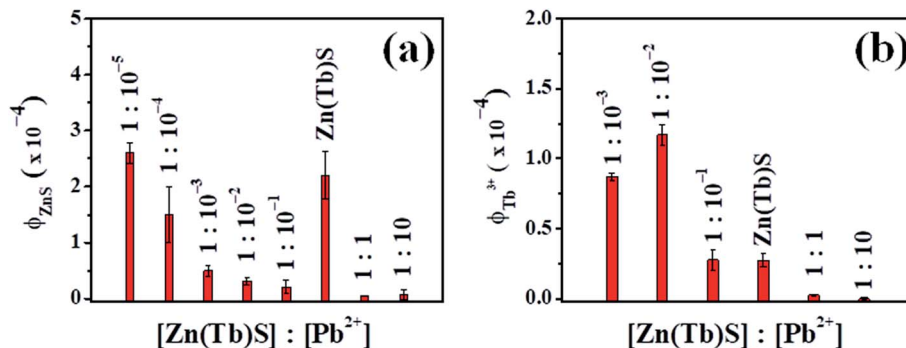 (a)
5
4
3
2
1
0
ϕZnS (x 10⁻⁴)
1 : 10⁻⁵
1 : 10⁻⁴
1 : 10⁻³
1 : 10⁻²
1 : 10⁻¹
Zn(Tb)S
1 : 1
1 : 10
[Zn(Tb)S] : [Pb²⁺]
(b)
2.0
1.5
1.0
0.5
0.0
ϕTb³⁺ (x 10⁻⁴)
1 : 10⁻³
1 : 10⁻²
1 : 10⁻¹
Zn(Tb)S
1 : 1
1 : 10
[Zn(Tb)S] : [Pb²⁺]